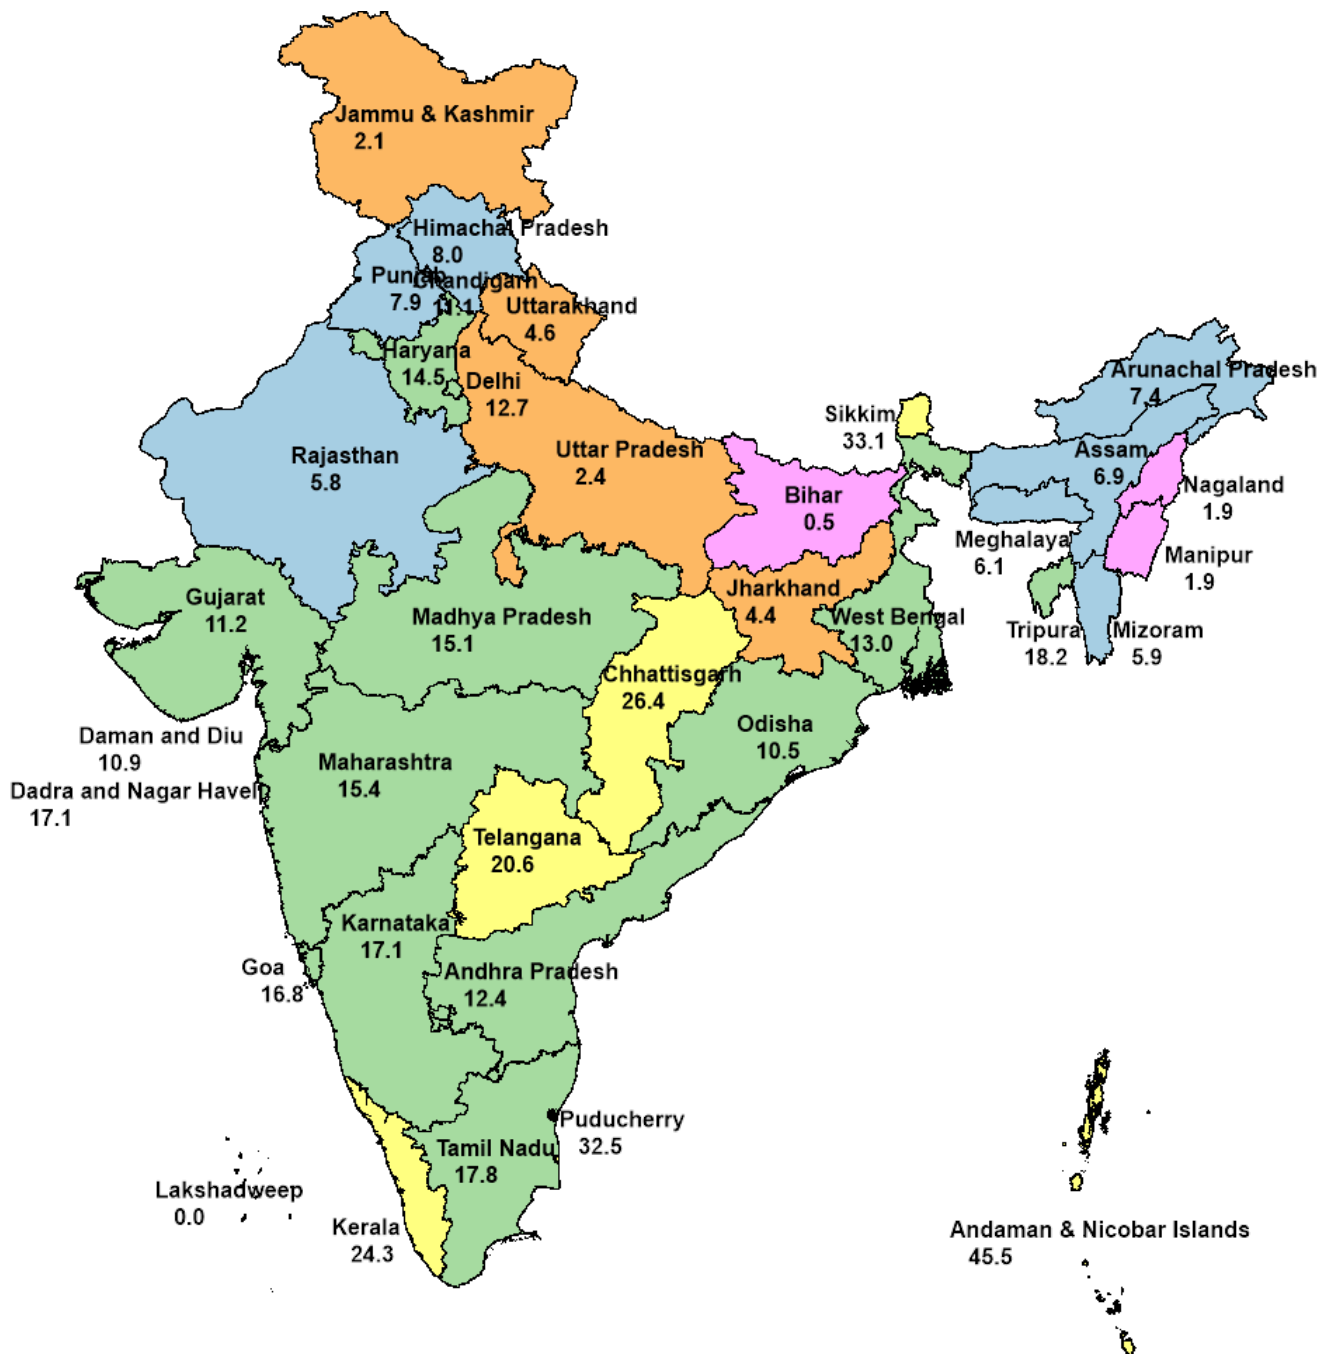 Jammu & Kashmir
2.1
Himachal Pradesh
8.0
Punjab
7.9
Chandigarh
11.1
Uttarakhand
4.6
Haryana
14.5
Delhi
12.7
Arunachal Pradesh
7.4
Sikkim
33.1
Rajasthan
5.8
Uttar Pradesh
2.4
Assam
6.9
Bihar
0.5
Nagaland
1.9
Meghalaya
6.1
Manipur
1.9
Gujarat
11.2
Madhya Pradesh
15.1
Jharkhand
4.4
West Bengal
13.0
Tripura
18.2
Mizoram
5.9
Chhattisgarh
26.4
Odisha
10.5
Daman and Diu
10.9
Maharashtra
15.4
Dadra and Nagar Haveli
17.1
Telangana
20.6
Karnataka
17.1
Goa
16.8
Andhra Pradesh
12.4
Puducherry
32.5
Tamil Nadu
17.8
Lakshadweep
0.0
Kerala
24.3
Andaman & Nicobar Islands
45.5